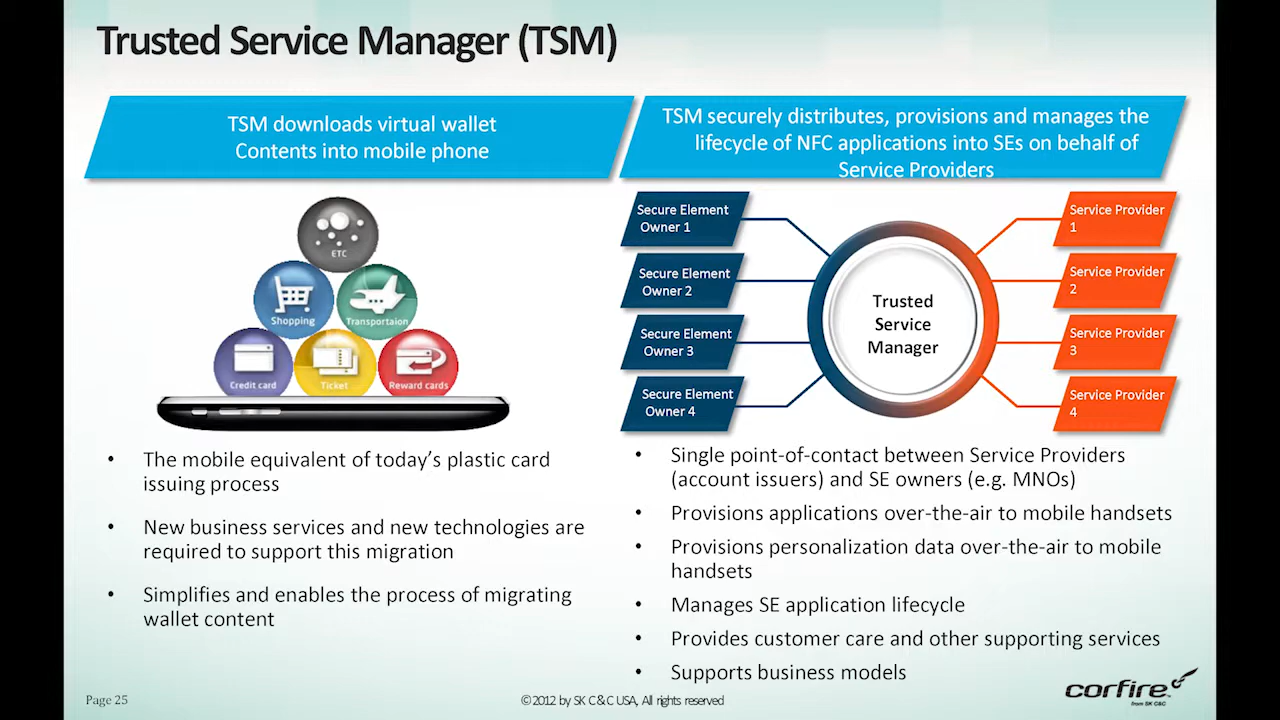 Trusted Service Manager (TSM)
TSM downloads virtual wallet
Contents into mobile phone
ETC
Shopping
Transportaion
Credit card
Ticket
Reward cards
• The mobile equivalent of today's plastic card
issuing process
• New business services and new technologies are
required to support this migration
• Simplifies and enables the process of migrating
wallet content
TSM securely distributes, provisions and manages the
lifecycle of NFC applications into SEs on behalf of
Service Providers
Secure Element
Owner 1
Secure Element
Owner 2
Secure Element
Owner 3
Secure Element
Owner 4
Trusted
Service
Manager
Service Provider
1
Service Provider
2
Service Provider
3
Service Provider
4
• Single point-of-contact between Service Providers
(account issuers) and SE owners (e.g. MNOs)
• Provisions applications over-the-air to mobile handsets
• Provisions personalization data over-the-air to mobile
handsets
• Manages SE application lifecycle
• Provides customer care and other supporting services
• Supports business models
Page 25
©2012 by SK C&C USA, All rights reserved
corfire
from SK C&C